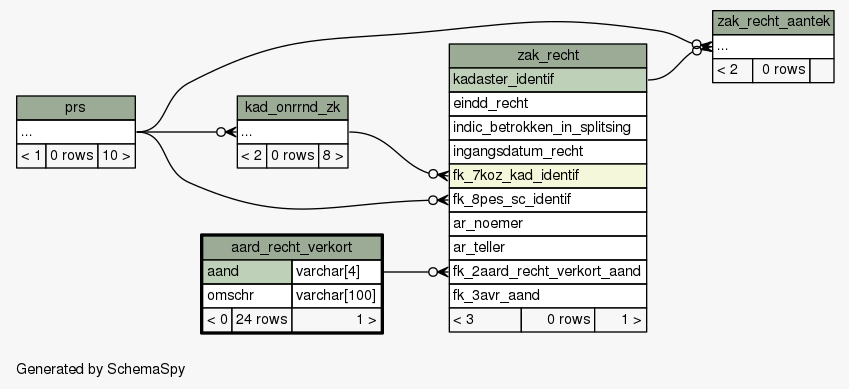 zak_recht_aantek
...
< 2 0 rows
zak_recht
kadaster_identif
eindd_recht
indic_betrokken_in_splitsing
ingangsdatum_recht
fk_7koz_kad_identif
fk_8pes_sc_identif
ar_noemer
ar_teller
fk_2aard_recht_verkort_aand
fk_3avr_aand
< 3 0 rows 1 >
prs
...
< 1 0 rows 10 >
kad_onrrnd_zk
...
< 2 0 rows 8 >
aard_recht_verkort
aand varchar[4]
omschr varchar[100]
< 0 24 rows 1 >
Generated by SchemaSpy